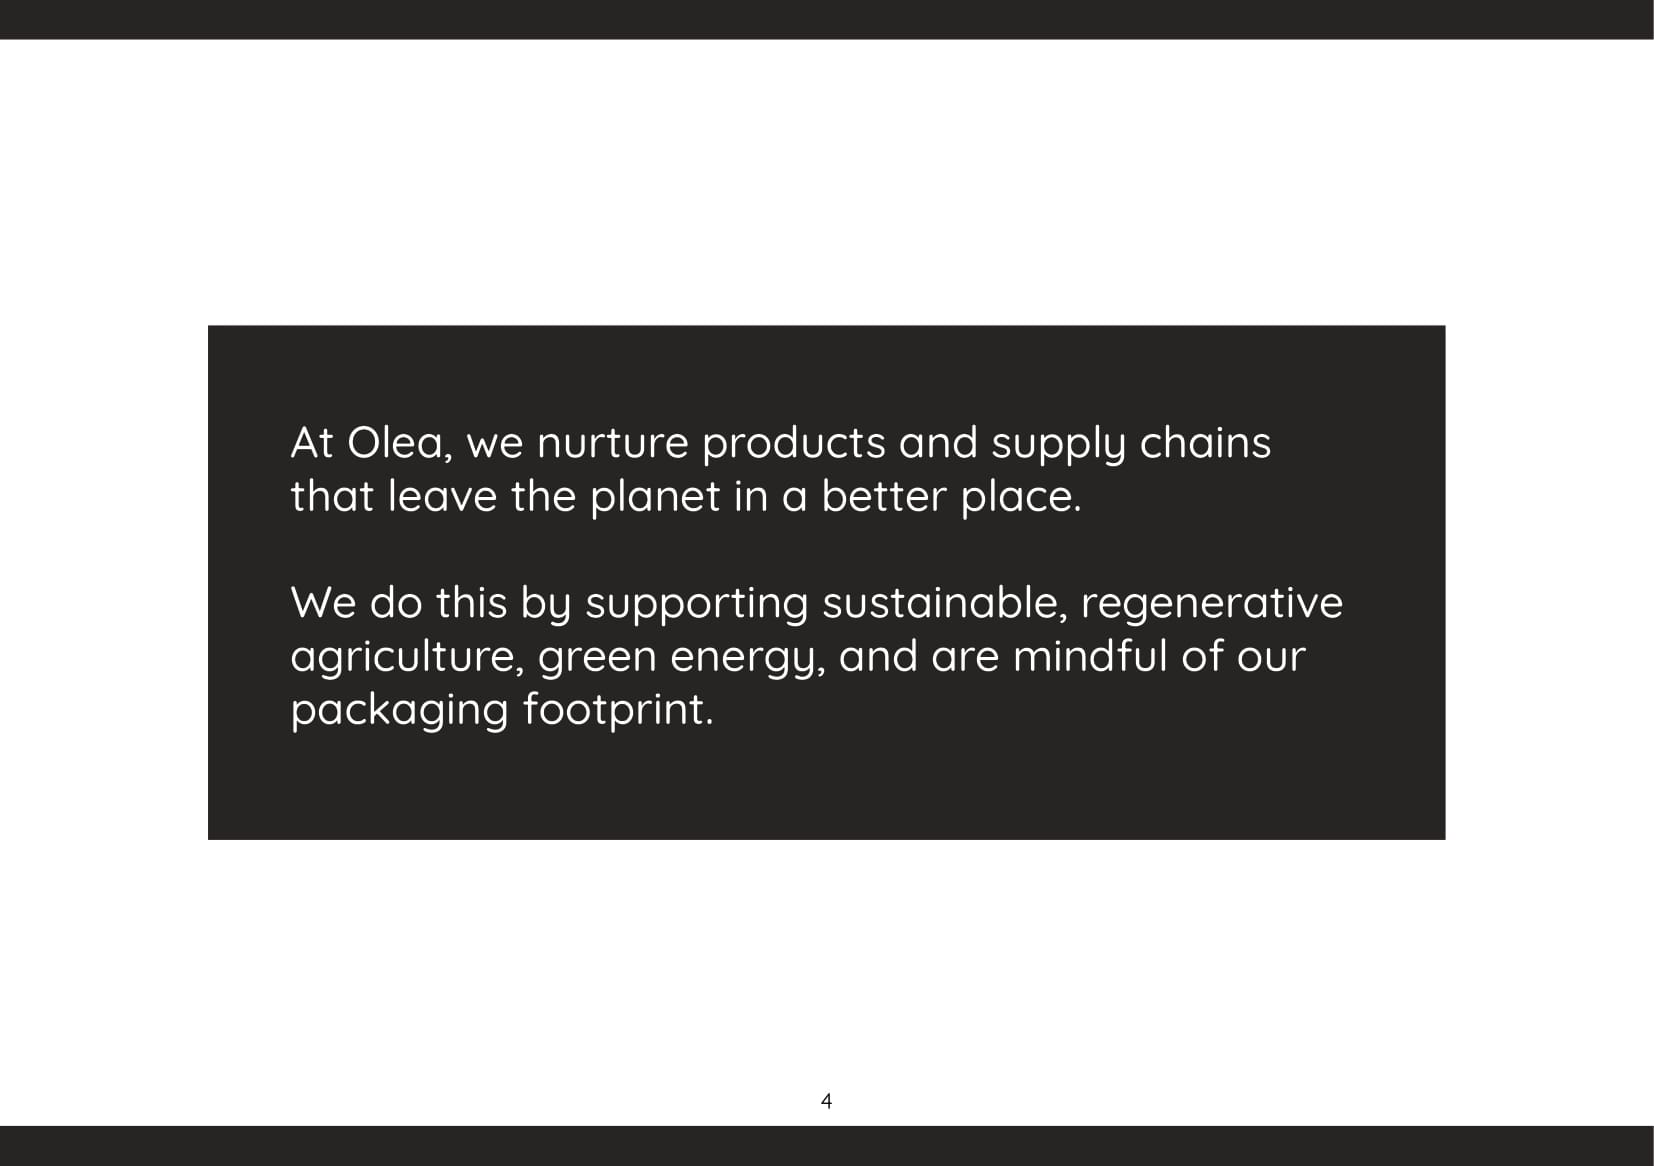 At Olea, we nurture products and supply chains
that leave the planet in a better place.
We do this by supporting sustainable, regenerative
agriculture, green energy, and are mindful of our
packaging footprint.
4